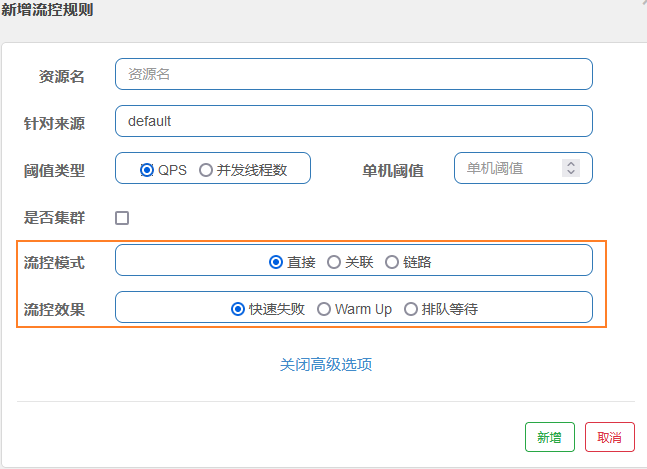 新增流控规则
资源名 资源名
针对来源 default
阈值类型 QPS 并发线程数 单机阈值 单机阈值
是否集群
流控模式 直接 关联 链路
流控效果 快速失败 Warm Up 排队等待
关闭高级选项
新增 取消